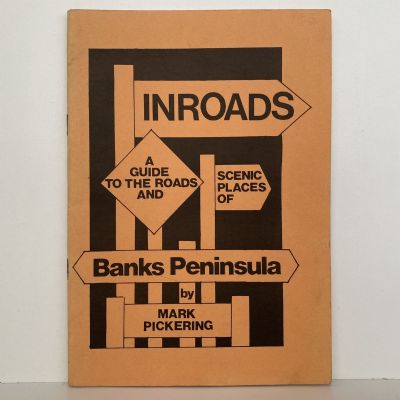 INROADS
A
GUIDE
TO THE ROADS
AND
SCENIC
PLACES
OF
Banks Peninsula
by
MARK
PICKERING